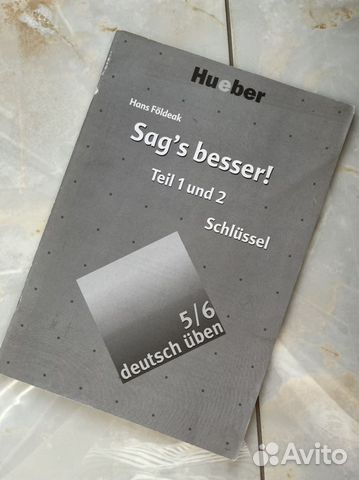 Hueber
Hans Földeak
Sag's besser!
Teil 1 und 2
Schlüssel
5/6
deutsch üben
Avito